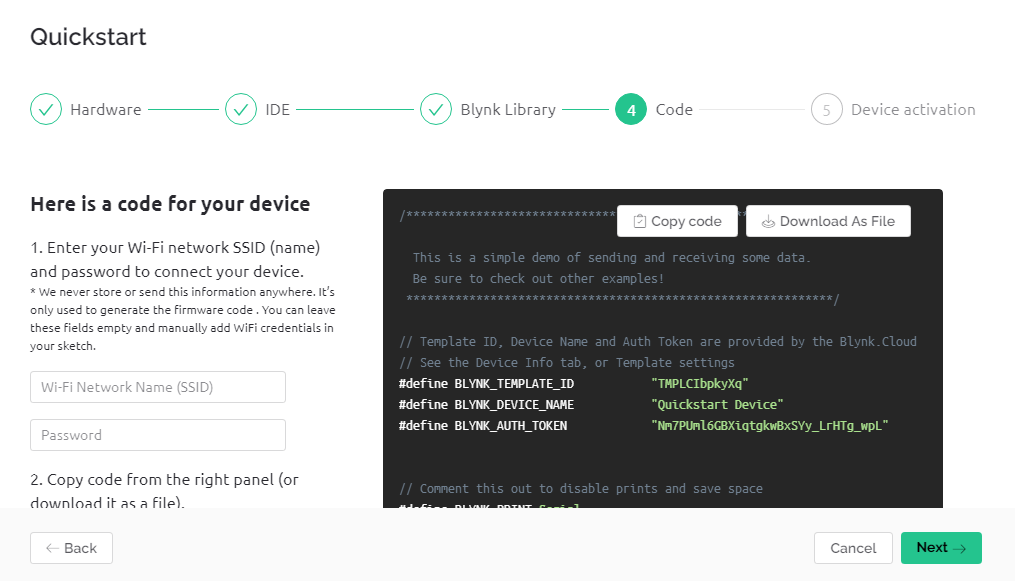 Quickstart
Hardware
IDE
Blynk Library
4 Code
5 Device activation
Here is a code for your device
1. Enter your Wi-Fi network SSID (name)
and password to connect your device.
* We never store or send this information anywhere. It's
only used to generate the firmware code . You can leave
these fields empty and manually add WiFi credentials in
your sketch.
Wi-Fi Network Name (SSID)
Password
2. Copy code from the right panel (or
download it as a file).
Copy code
Download As File
This is a simple demo of sending and receiving some data.
Be sure to check out other examples!
// Template ID, Device Name and Auth Token are provided by the Blynk.Cloud
// See the Device Info tab, or Template settings
#define BLYNK_TEMPLATE_ID "TMPLCIbpkyXq"
#define BLYNK_DEVICE_NAME "Quickstart Device"
#define BLYNK_AUTH_TOKEN "Nm7PUml6GBXiqtgkwBxSYy_LrHTg_wpL"
// Comment this out to disable prints and save space
#define BLYNK_PRINT Serial
Back
Cancel
Next